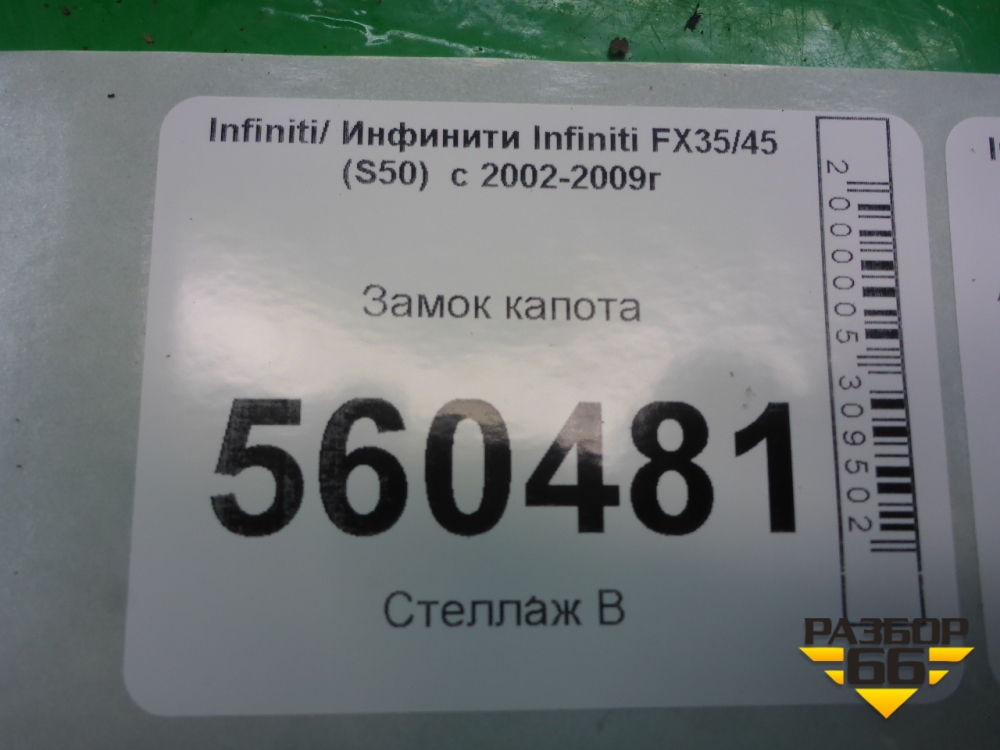 Infiniti/ Инфинити Infiniti FX35/45
(S50) с 2002-2009г
Замок капота
560481
Стеллаж В
2000005309502
РАЗБОР
66